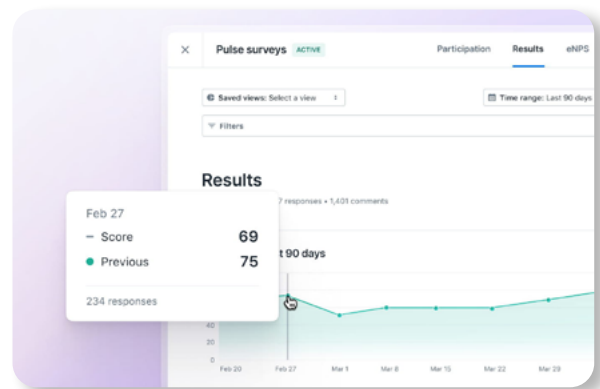 Pulse surveys ACTIVE
Participation Results eNPS
Saved views: Select a view
Time range: Last 90 days
Filters
Results
7 responses • 1,401 comments
Feb 27
Score 69
Previous 75
234 responses
t 90 days
40
20
0
Feb 20 Feb 27 Mar 1 Mar 8 Mar 15 Mar 22 Mar 29